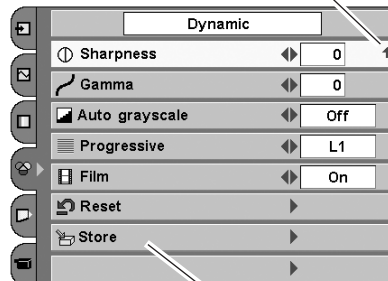 Dynamic
Sharpness 0
Gamma 0
Auto grayscale Off
Progressive L1
Film On
Reset
Store